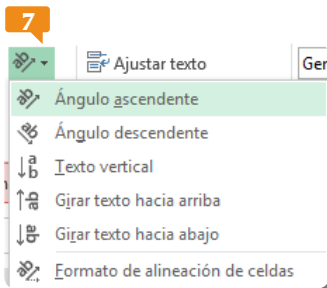 7
Ajustar texto
Ger
Ángulo ascendente
Ángulo descendente
Texto vertical
Girar texto hacia arriba
Girar texto hacia abajo
Formato de alineación de celdas